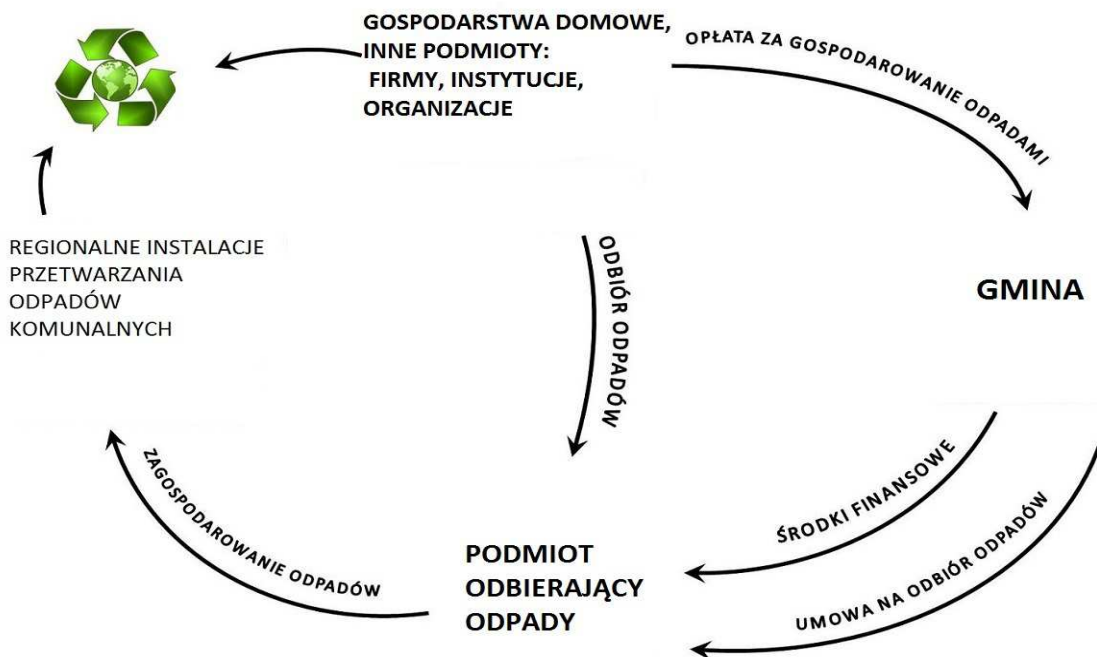 GOSPODARSTWA DOMOWE,
INNE PODMIOTY:
FIRMY, INSTYTUCJE,
ORGANIZACJE
OPŁATA ZA GOSPODAROWANIE ODPADAMI
REGIONALNE INSTALACJE
PRZETWARZANIA
ODPADÓW
KOMUNALNYCH
ODBIÓR ODPADÓW
GMINA
ZAGOSPODAROWANIE ODPADÓW
ŚRODKI FINANSOWE
UMOWA NA ODBIÓR ODPADÓW
PODMIOT
ODBIERAJĄCY
ODPADY